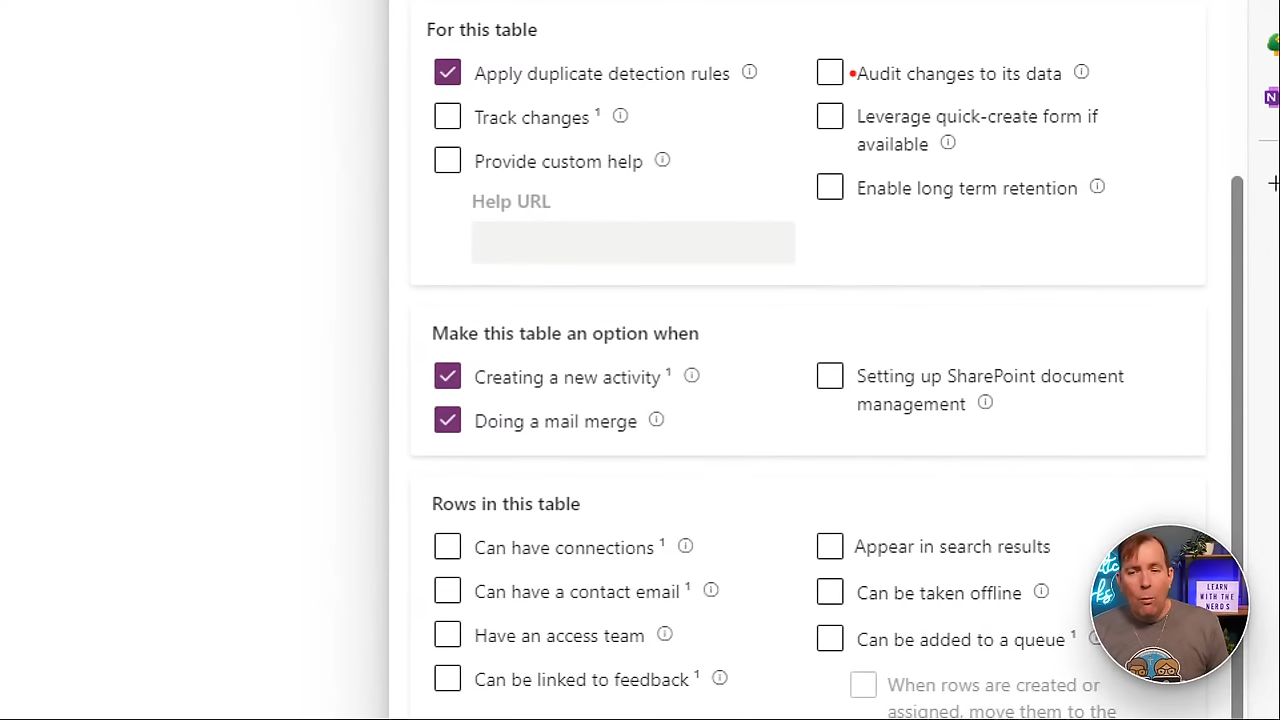 For this table
Apply duplicate detection rules
Audit changes to its data
Track changes 1
Leverage quick-create form if
available
Provide custom help
Enable long term retention
Help URL
Make this table an option when
Creating a new activity 1
Setting up SharePoint document
management
Doing a mail merge
Rows in this table
Can have connections 1
Appear in search results
Can have a contact email 1
Can be taken offline
Have an access team
Can be added to a queue 1
Can be linked to feedback 1
When rows are created or
assigned, move them to the
N
LEARN
WITH THE
NERDS